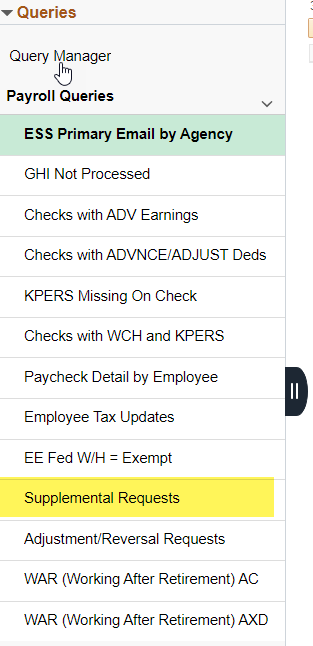 Queries
Query Manager
Payroll Queries
ESS Primary Email by Agency
GHI Not Processed
Checks with ADV Earnings
Checks with ADVNCE/ADJUST Deds
KPERS Missing On Check
Checks with WCH and KPERS
Paycheck Detail by Employee
Employee Tax Updates
EE Fed W/H = Exempt
Supplemental Requests
Adjustment/Reversal Requests
WAR (Working After Retirement) AC
WAR (Working After Retirement) AXD